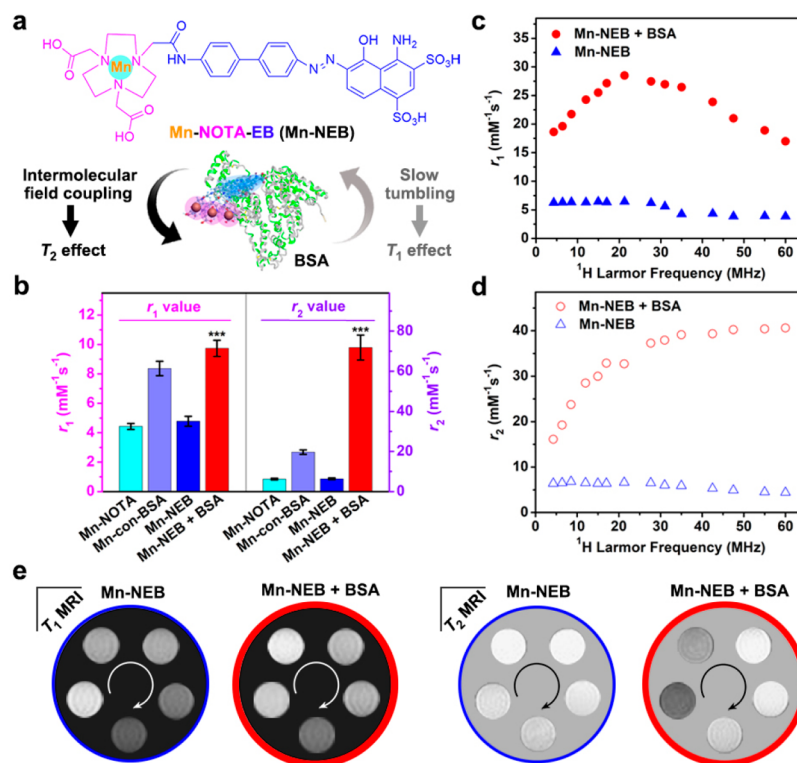 a
HO
O
O
N
N
N
Mn
N
H
O
HO
N=N
OH
NH₂
SO₃H
SO₃H
Mn-NOTA-EB (Mn-NEB)
Intermolecular
field coupling
T₂ effect
BSA
Slow
tumbling
T₁ effect
b
r₁ value
r₂ value
r₁ (mM⁻¹s⁻¹)
10
8
6
4
2
0
***
***
80
60
40
20
0
r₂ (mM⁻¹s⁻¹)
Mn-NOTA
Mn-con-BSA
Mn-NEB
Mn-NEB + BSA
Mn-NOTA
Mn-con-BSA
Mn-NEB
Mn-NEB + BSA
c
Mn-NEB + BSA
Mn-NEB
r₁ (mM⁻¹s⁻¹)
35
30
25
20
15
10
5
0
0 10 20 30 40 50 60
¹H Larmor Frequency (MHz)
d
Mn-NEB + BSA
Mn-NEB
r₂ (mM⁻¹s⁻¹)
50
40
30
20
10
0
0 10 20 30 40 50 60
¹H Larmor Frequency (MHz)
e
T₁ MRI
Mn-NEB
Mn-NEB + BSA
T₂ MRI
Mn-NEB
Mn-NEB + BSA